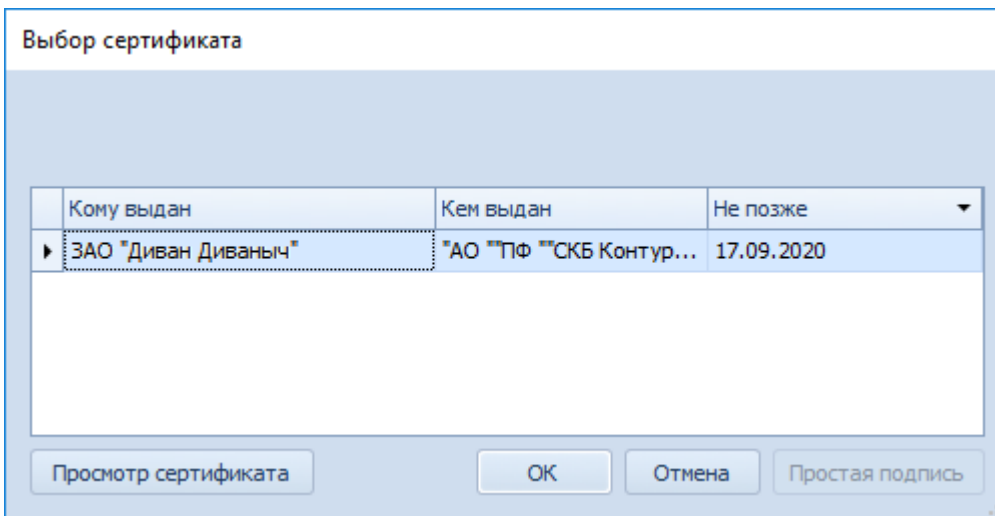 Выбор сертификата
Кому выдан Кем выдан Не позже
ЗАО "Диван Диваныч" "АО ""ПФ ""СКБ Контур... 17.09.2020
Просмотр сертификата ОК Отмена Простая подпись